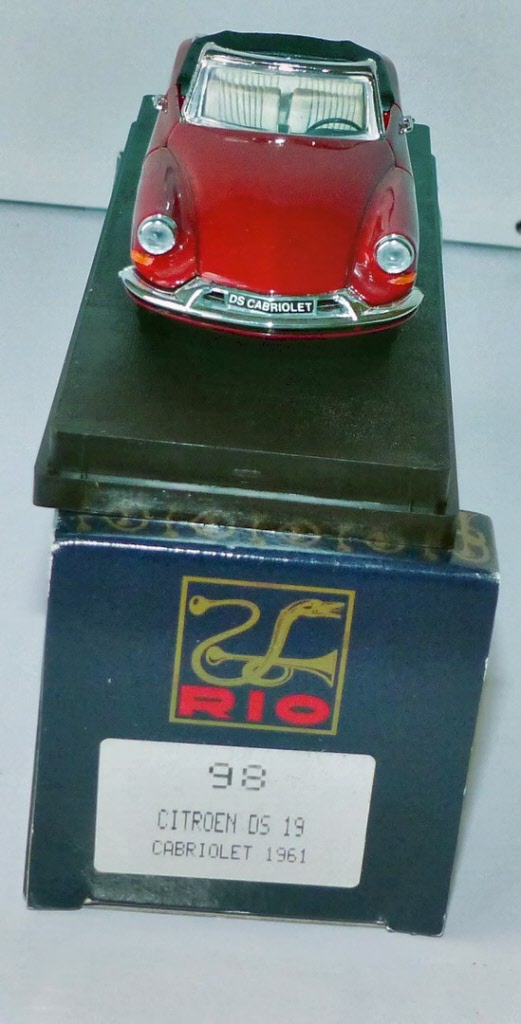 DS CABRIOLET
RIO
98
CITROEN DS 19
CABRIOLET 1961